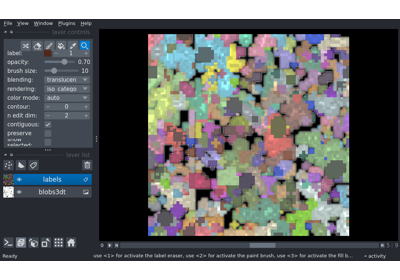 File View Window Plugins Help
layer controls
label: 1
opacity: 0.70
brush size: 10
blending: translucen
rendering: iso_catego
color mode: auto
contour: 0
n edit dim: 2
contiguous:
preserve
show
selected:
layer list
labels
blobs3dt
Ready
use <1> for activate the label eraser, use <2> for activate the paint brush, use <3> for activate the fill b...
activity